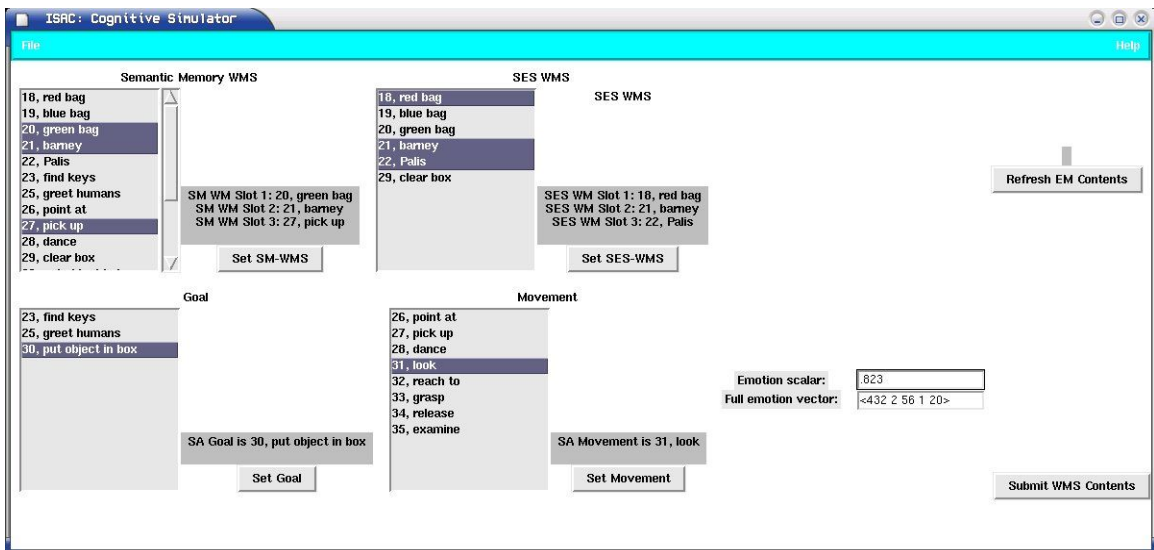 ISAC: Cognitive Simulator
File
Help
Semantic Memory WMS
18, red bag
19, blue bag
20, green bag
21, barney
22, Palis
23, find keys
25, greet humans
26, point at
27, pick up
28, dance
29, clear box
SM WM Slot 1: 20, green bag
SM WM Slot 2: 21, barney
SM WM Slot 3: 27, pick up
Set SM-WMS
SES WMS
18, red bag
19, blue bag
20, green bag
21, barney
22, Palis
29, clear box
SES WMS
SES WM Slot 1: 18, red bag
SES WM Slot 2: 21, barney
SES WM Slot 3: 22, Palis
Set SES-WMS
Refresh EM Contents
Goal
23, find keys
25, greet humans
30, put object in box
SA Goal is 30, put object in box
Set Goal
Movement
26, point at
27, pick up
28, dance
31, look
32, reach to
33, grasp
34, release
35, examine
SA Movement is 31, look
Set Movement
Emotion scalar: .823
Full emotion vector: <432 2 56 1 20>
Submit WMS Contents